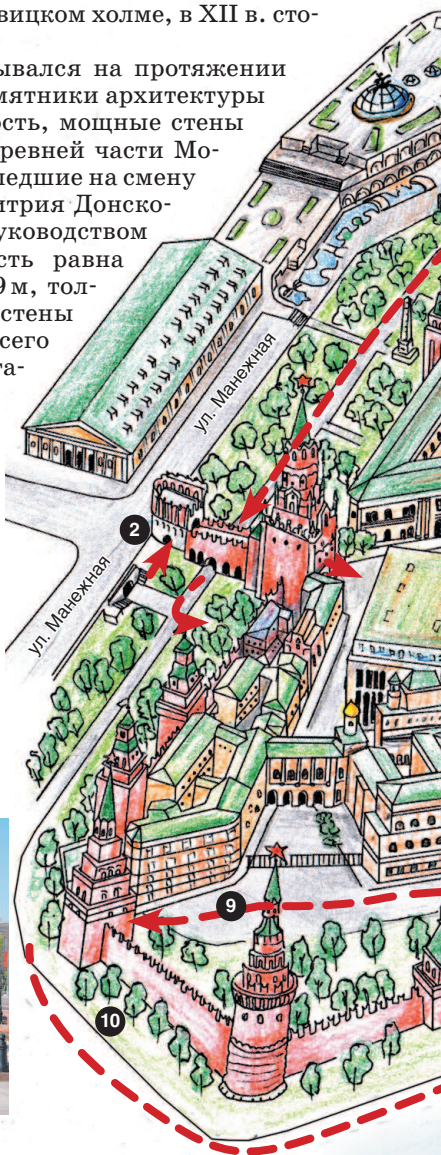 вицком холме, в XII в. сто-
ывался на протяжении
мятники архитектуры
ость, мощные стены
ревней части Мо-
шедшие на смену
итрия Донско-
уководством
сть равна
9 м, тол-
стены
сего
та-
ул. Манежная
2
ул. Манежная
9
10